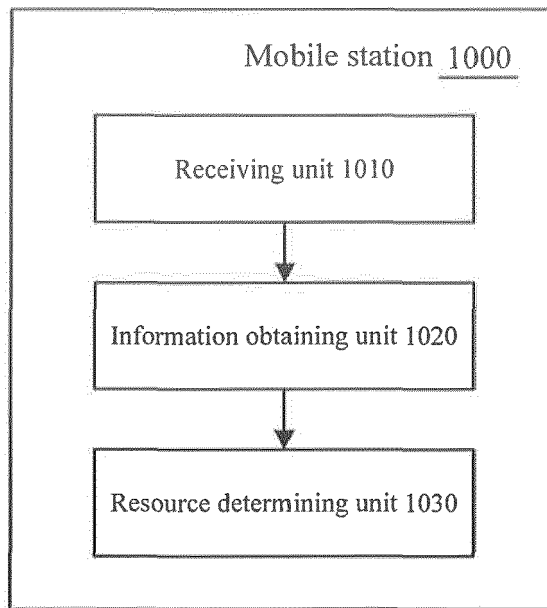 Mobile station 1000
Receiving unit 1010
Information obtaining unit 1020
Resource determining unit 1030